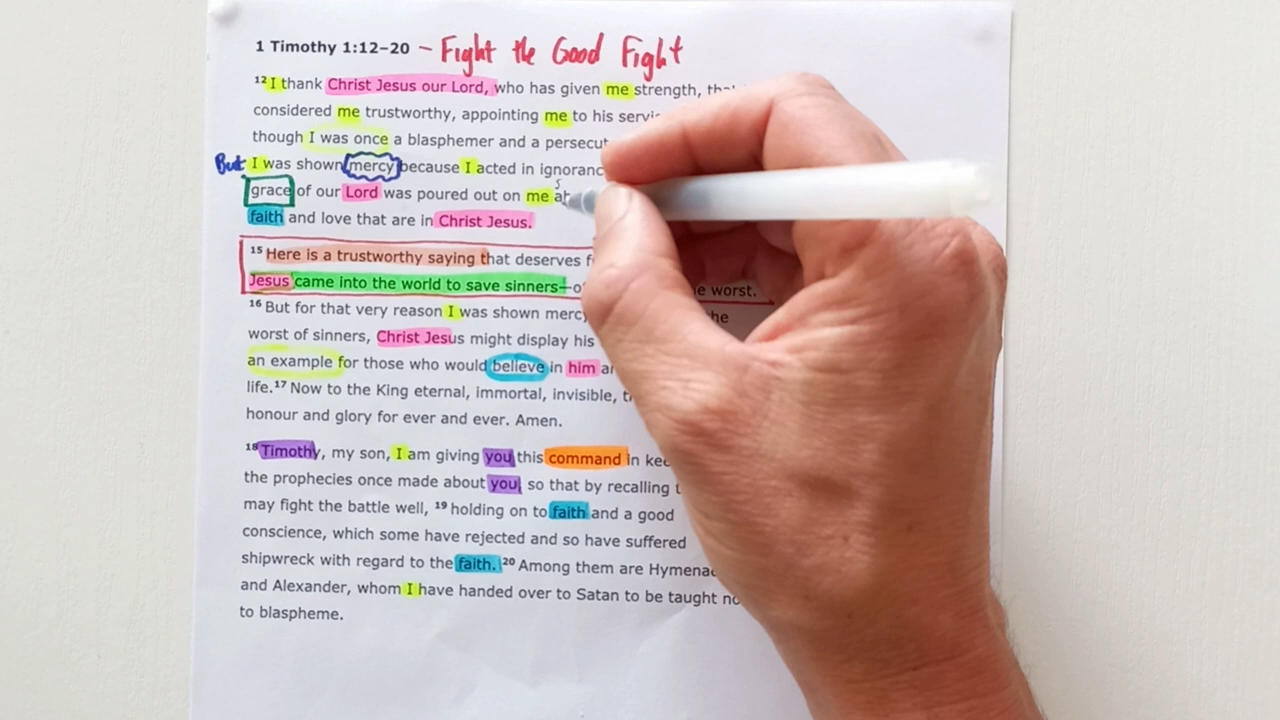 1 Timothy 1:12–20 – Fight the Good Fight
¹² I thank Christ Jesus our Lord, who has given me strength,
considered me trustworthy, appointing me to his
though I was once a blasphemer and a
But I was shown mercy because I acted in
grace of our Lord was poured out on me
faith and love that are in Christ Jesus.
¹⁵ Here is a trustworthy saying that deserves
Jesus came into the world to save sinners— worst.
¹⁶ But for that very reason I was shown
worst of sinners, Christ Jesus might display his
an example for those who would believe in him
life.¹⁷ Now to the King eternal, immortal, invisible,
honour and glory for ever and ever. Amen.
¹⁸ Timothy, my son, I am giving you this command in
the prophecies once made about you, so that by recalling
may fight the battle well, ¹⁹ holding on to faith and a good
conscience, which some have rejected and so have suffered
shipwreck with regard to the faith. ²⁰ Among them are
and Alexander, whom I have handed over to Satan to be taught
to blaspheme.